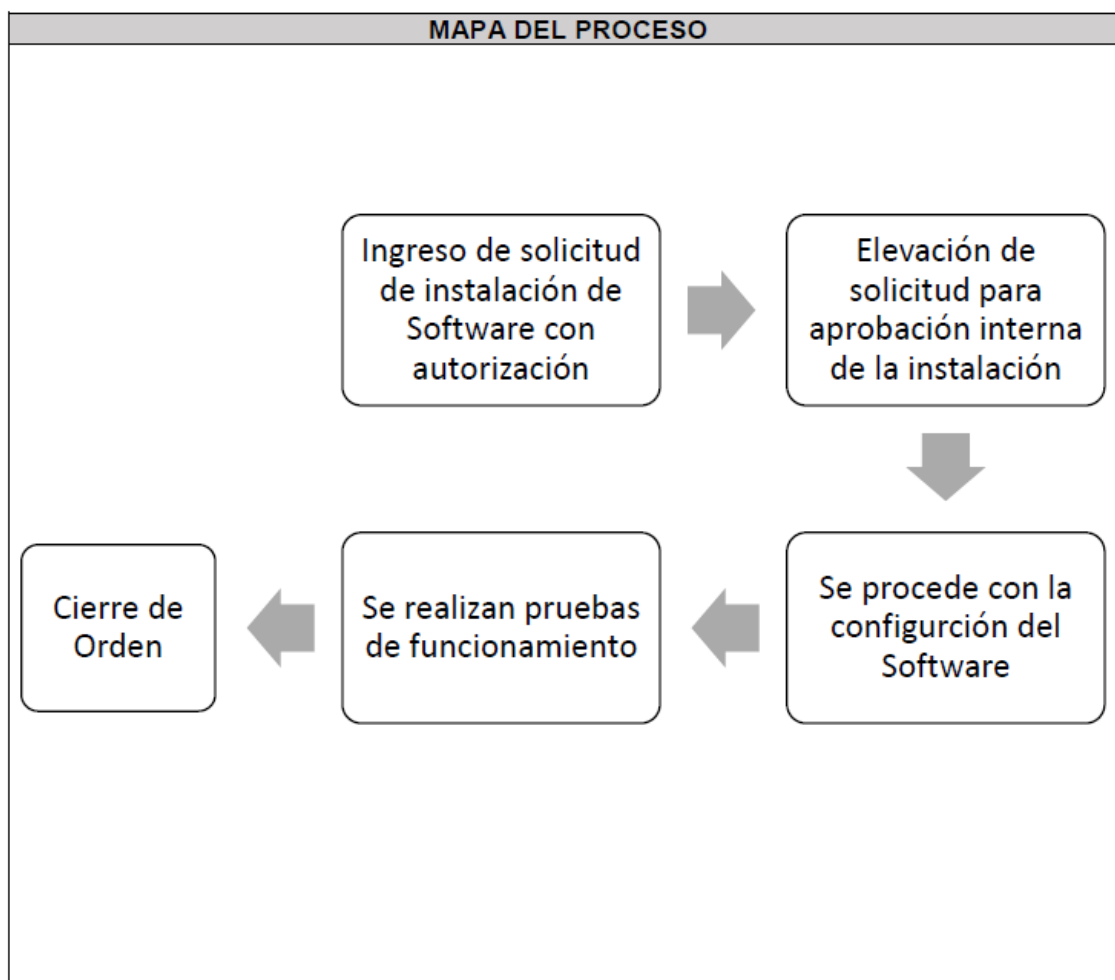 MAPA DEL PROCESO
Ingreso de solicitud
de instalación de
Software con
autorización
Elevación de
solicitud para
aprobación interna
de la instalación
Se procede con la
configurción del
Software
Se realizan pruebas
de funcionamiento
Cierre de
Orden